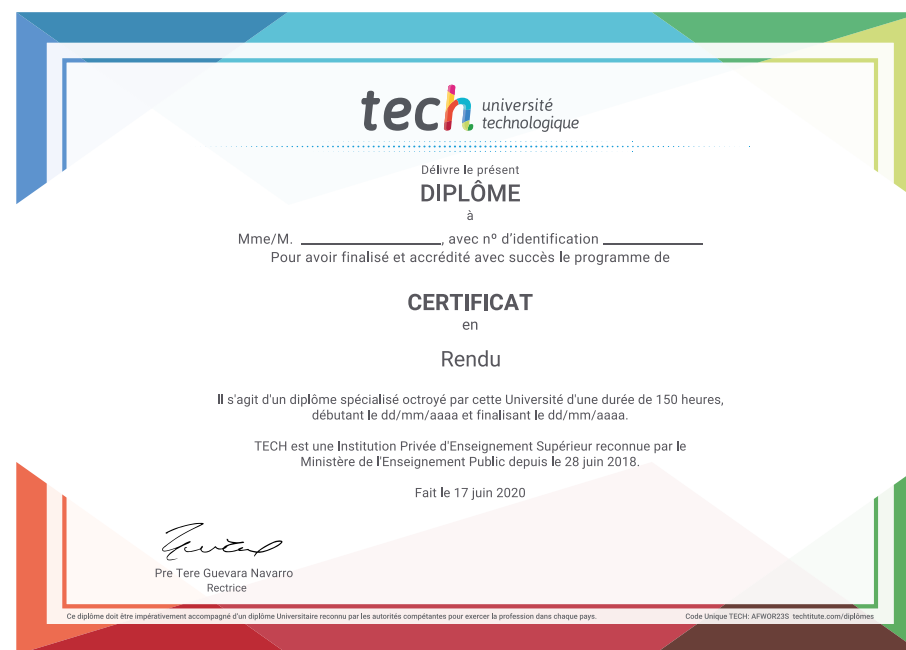 tech université
technologique
Délivre le présent
DIPLÔME
à
Mme/M. ____________________, avec nº d'identification ______________
Pour avoir finalisé et accrédité avec succès le programme de
CERTIFICAT
en
Rendu
Il s'agit d'un diplôme spécialisé octroyé par cette Université d'une durée de 150 heures,
débutant le dd/mm/aaaa et finalisant le dd/mm/aaaa.
TECH est une Institution Privée d'Enseignement Supérieur reconnue par le
Ministère de l'Enseignement Public depuis le 28 juin 2018.
Fait le 17 juin 2020
Pre Tere Guevara Navarro
Rectrice
Ce diplôme doit être impérativement accompagné d'un diplôme Universitaire reconnu par les autorités compétentes pour exercer la profession dans chaque pays.
Code Unique TECH: AFWOR23S techtitute.com/diplômes